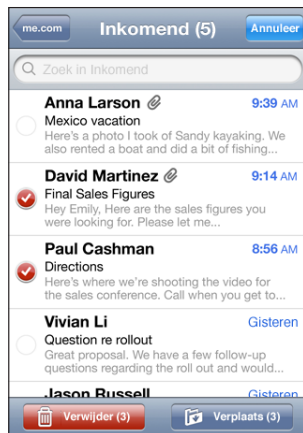 me.com Inkomend (5) Annuleer
Zoek in Inkomend
Anna Larson 9:39 AM
Mexico vacation
Here's a photo I took of Sandy kayaking. We
also rented a boat and did a bit of fishing...
David Martinez 9:14 AM
Final Sales Figures
Hey Emily, Here are the sales figures you
were looking for. Please let me...
Paul Cashman 8:56 AM
Directions
Here's where we're shooting the video for
the sales conference. Call when you get to...
Vivian Li Gisteren
Question re rollout
Great proposal. We have a few follow-up
questions regarding the roll out and would...
Jason Russell Gisteren
Verwijder (3) Verplaats (3)